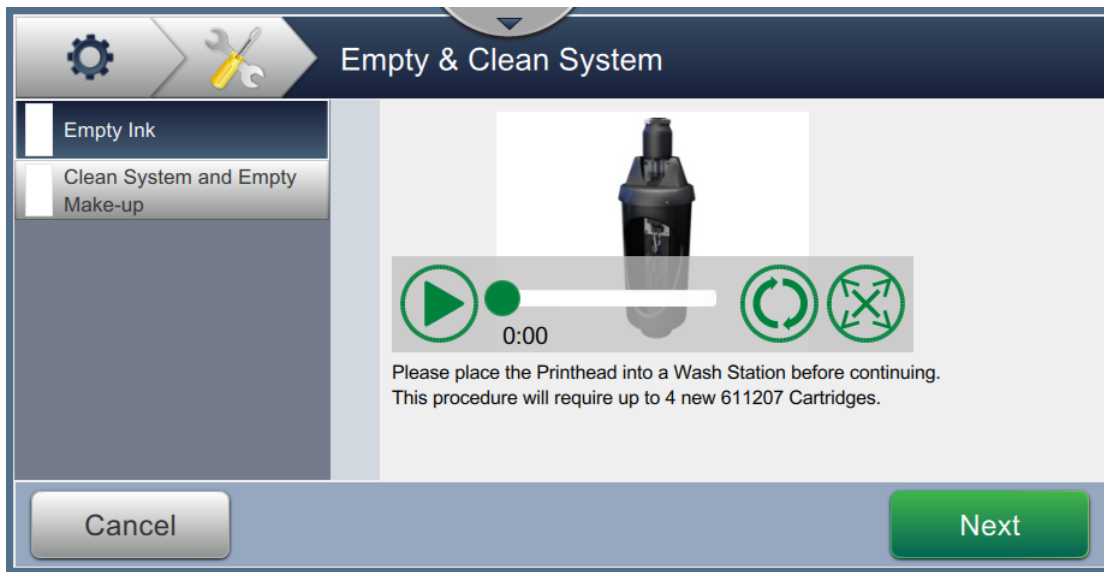 Empty & Clean System
Empty Ink
Clean System and Empty
Make-up
0:00
Please place the Printhead into a Wash Station before continuing.
This procedure will require up to 4 new 611207 Cartridges.
Cancel
Next